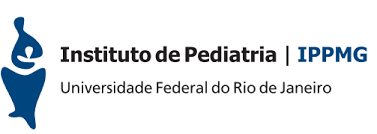 Instituto de Pediatria | IPPMG
Universidade Federal do Rio de Janeiro